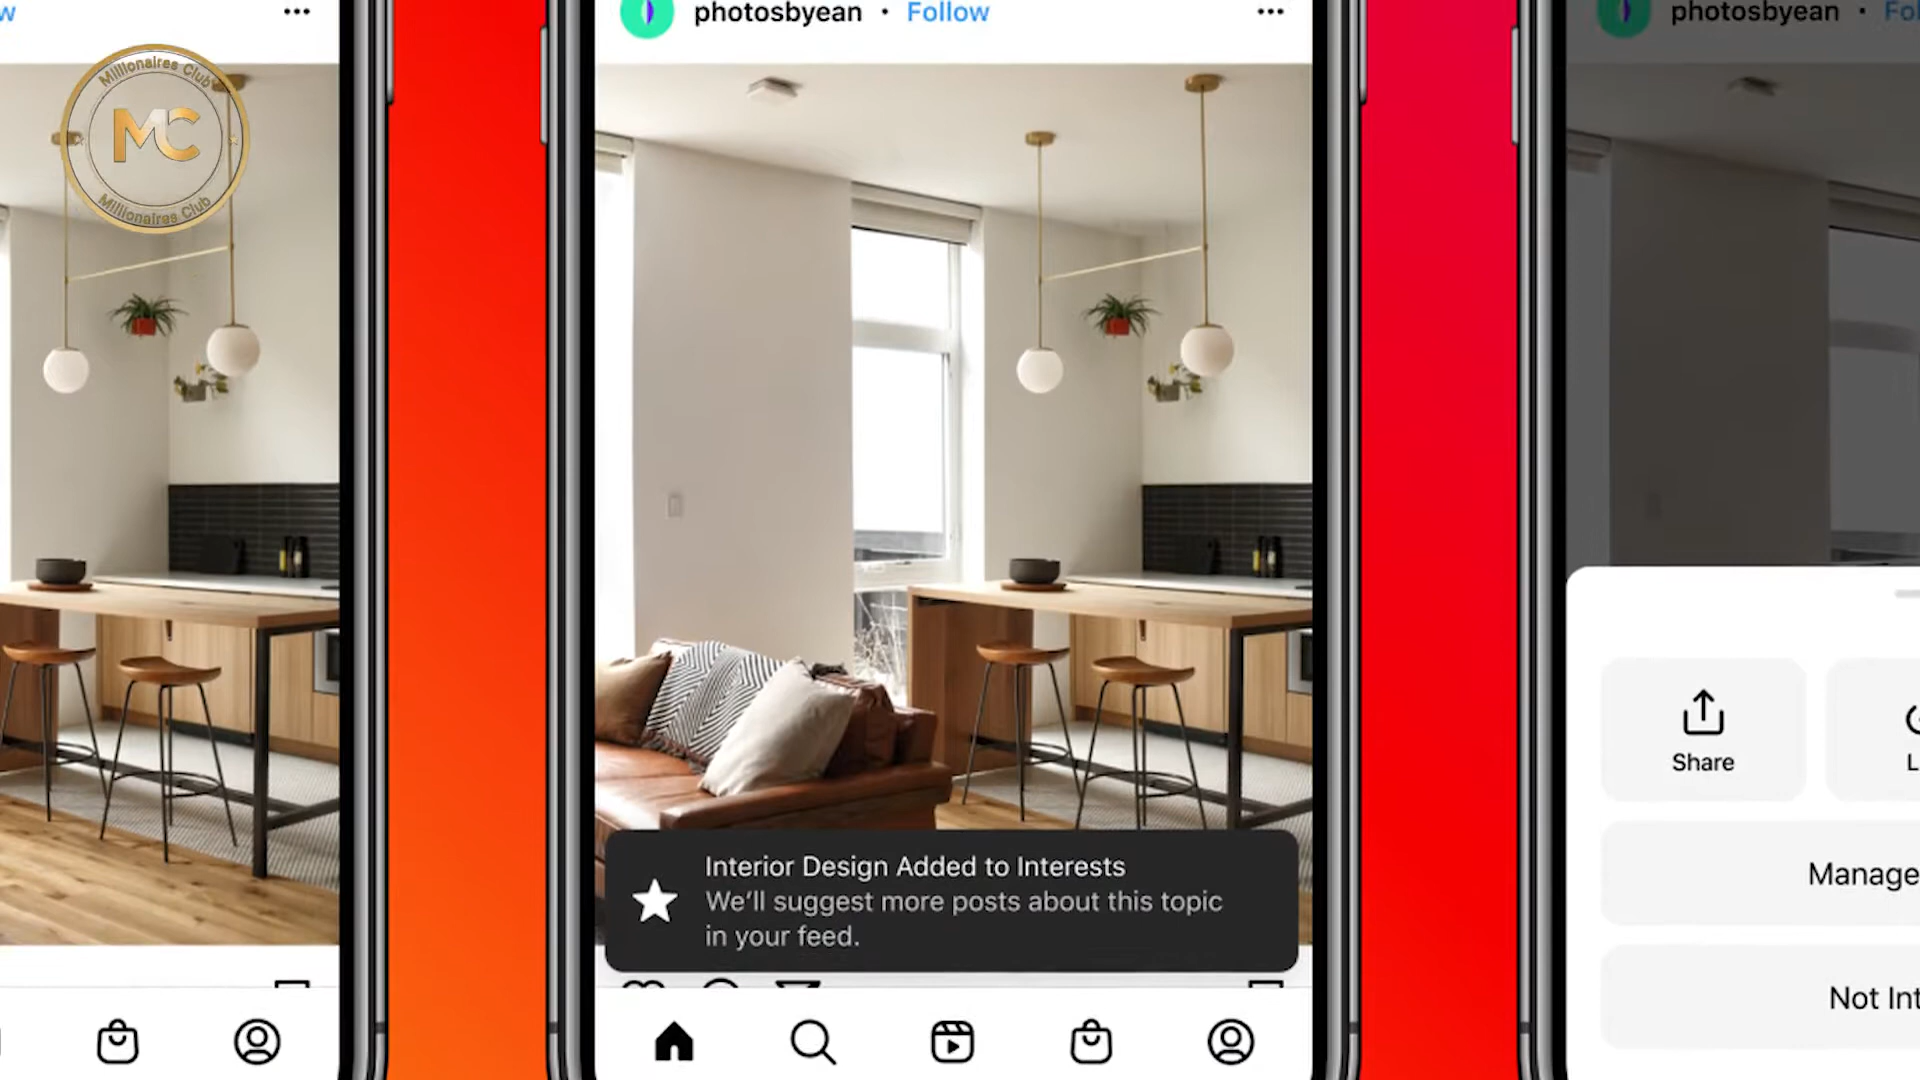 w
Millionaires Club
MC
Millionaires Club
photosbyean • Follow
Interior Design Added to Interests
We'll suggest more posts about this topic
in your feed.
photosbyean • Fol
Share
L
Manage
Not Int